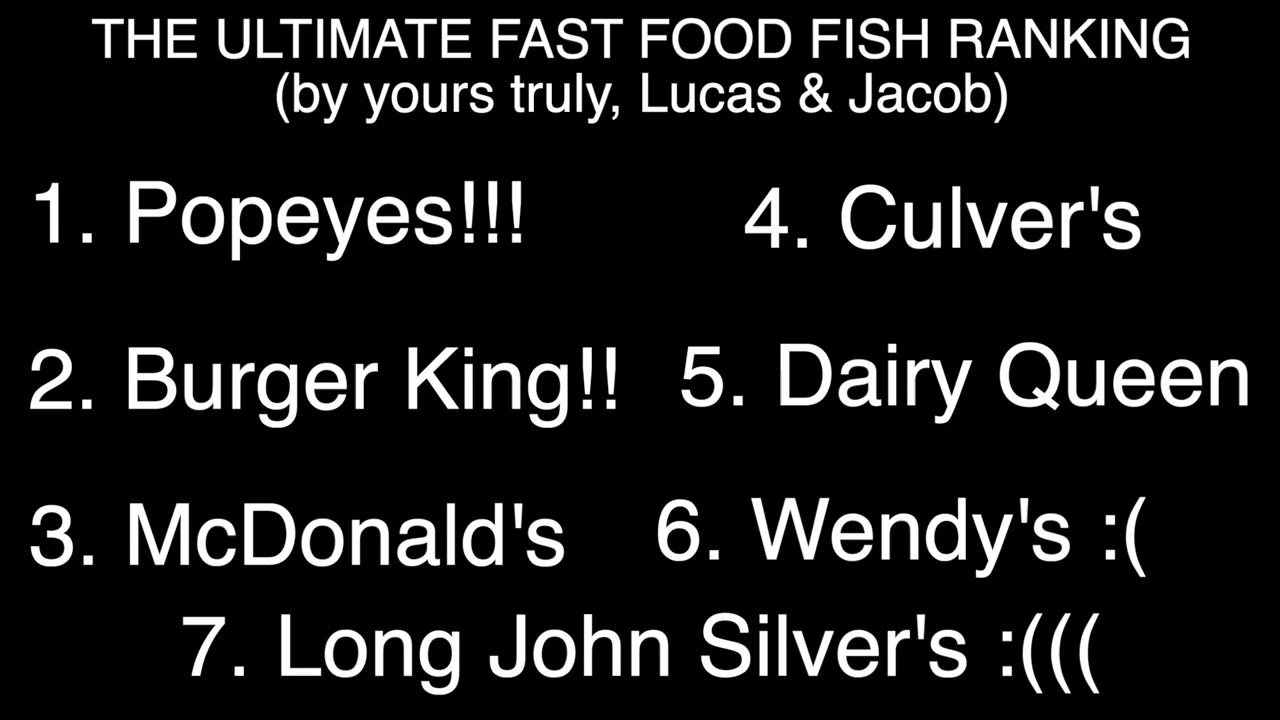 THE ULTIMATE FAST FOOD FISH RANKING
(by yours truly, Lucas & Jacob)
1. Popeyes!!!
2. Burger King!!
3. McDonald's
4. Culver's
5. Dairy Queen
6. Wendy's :(
7. Long John Silver's :(((